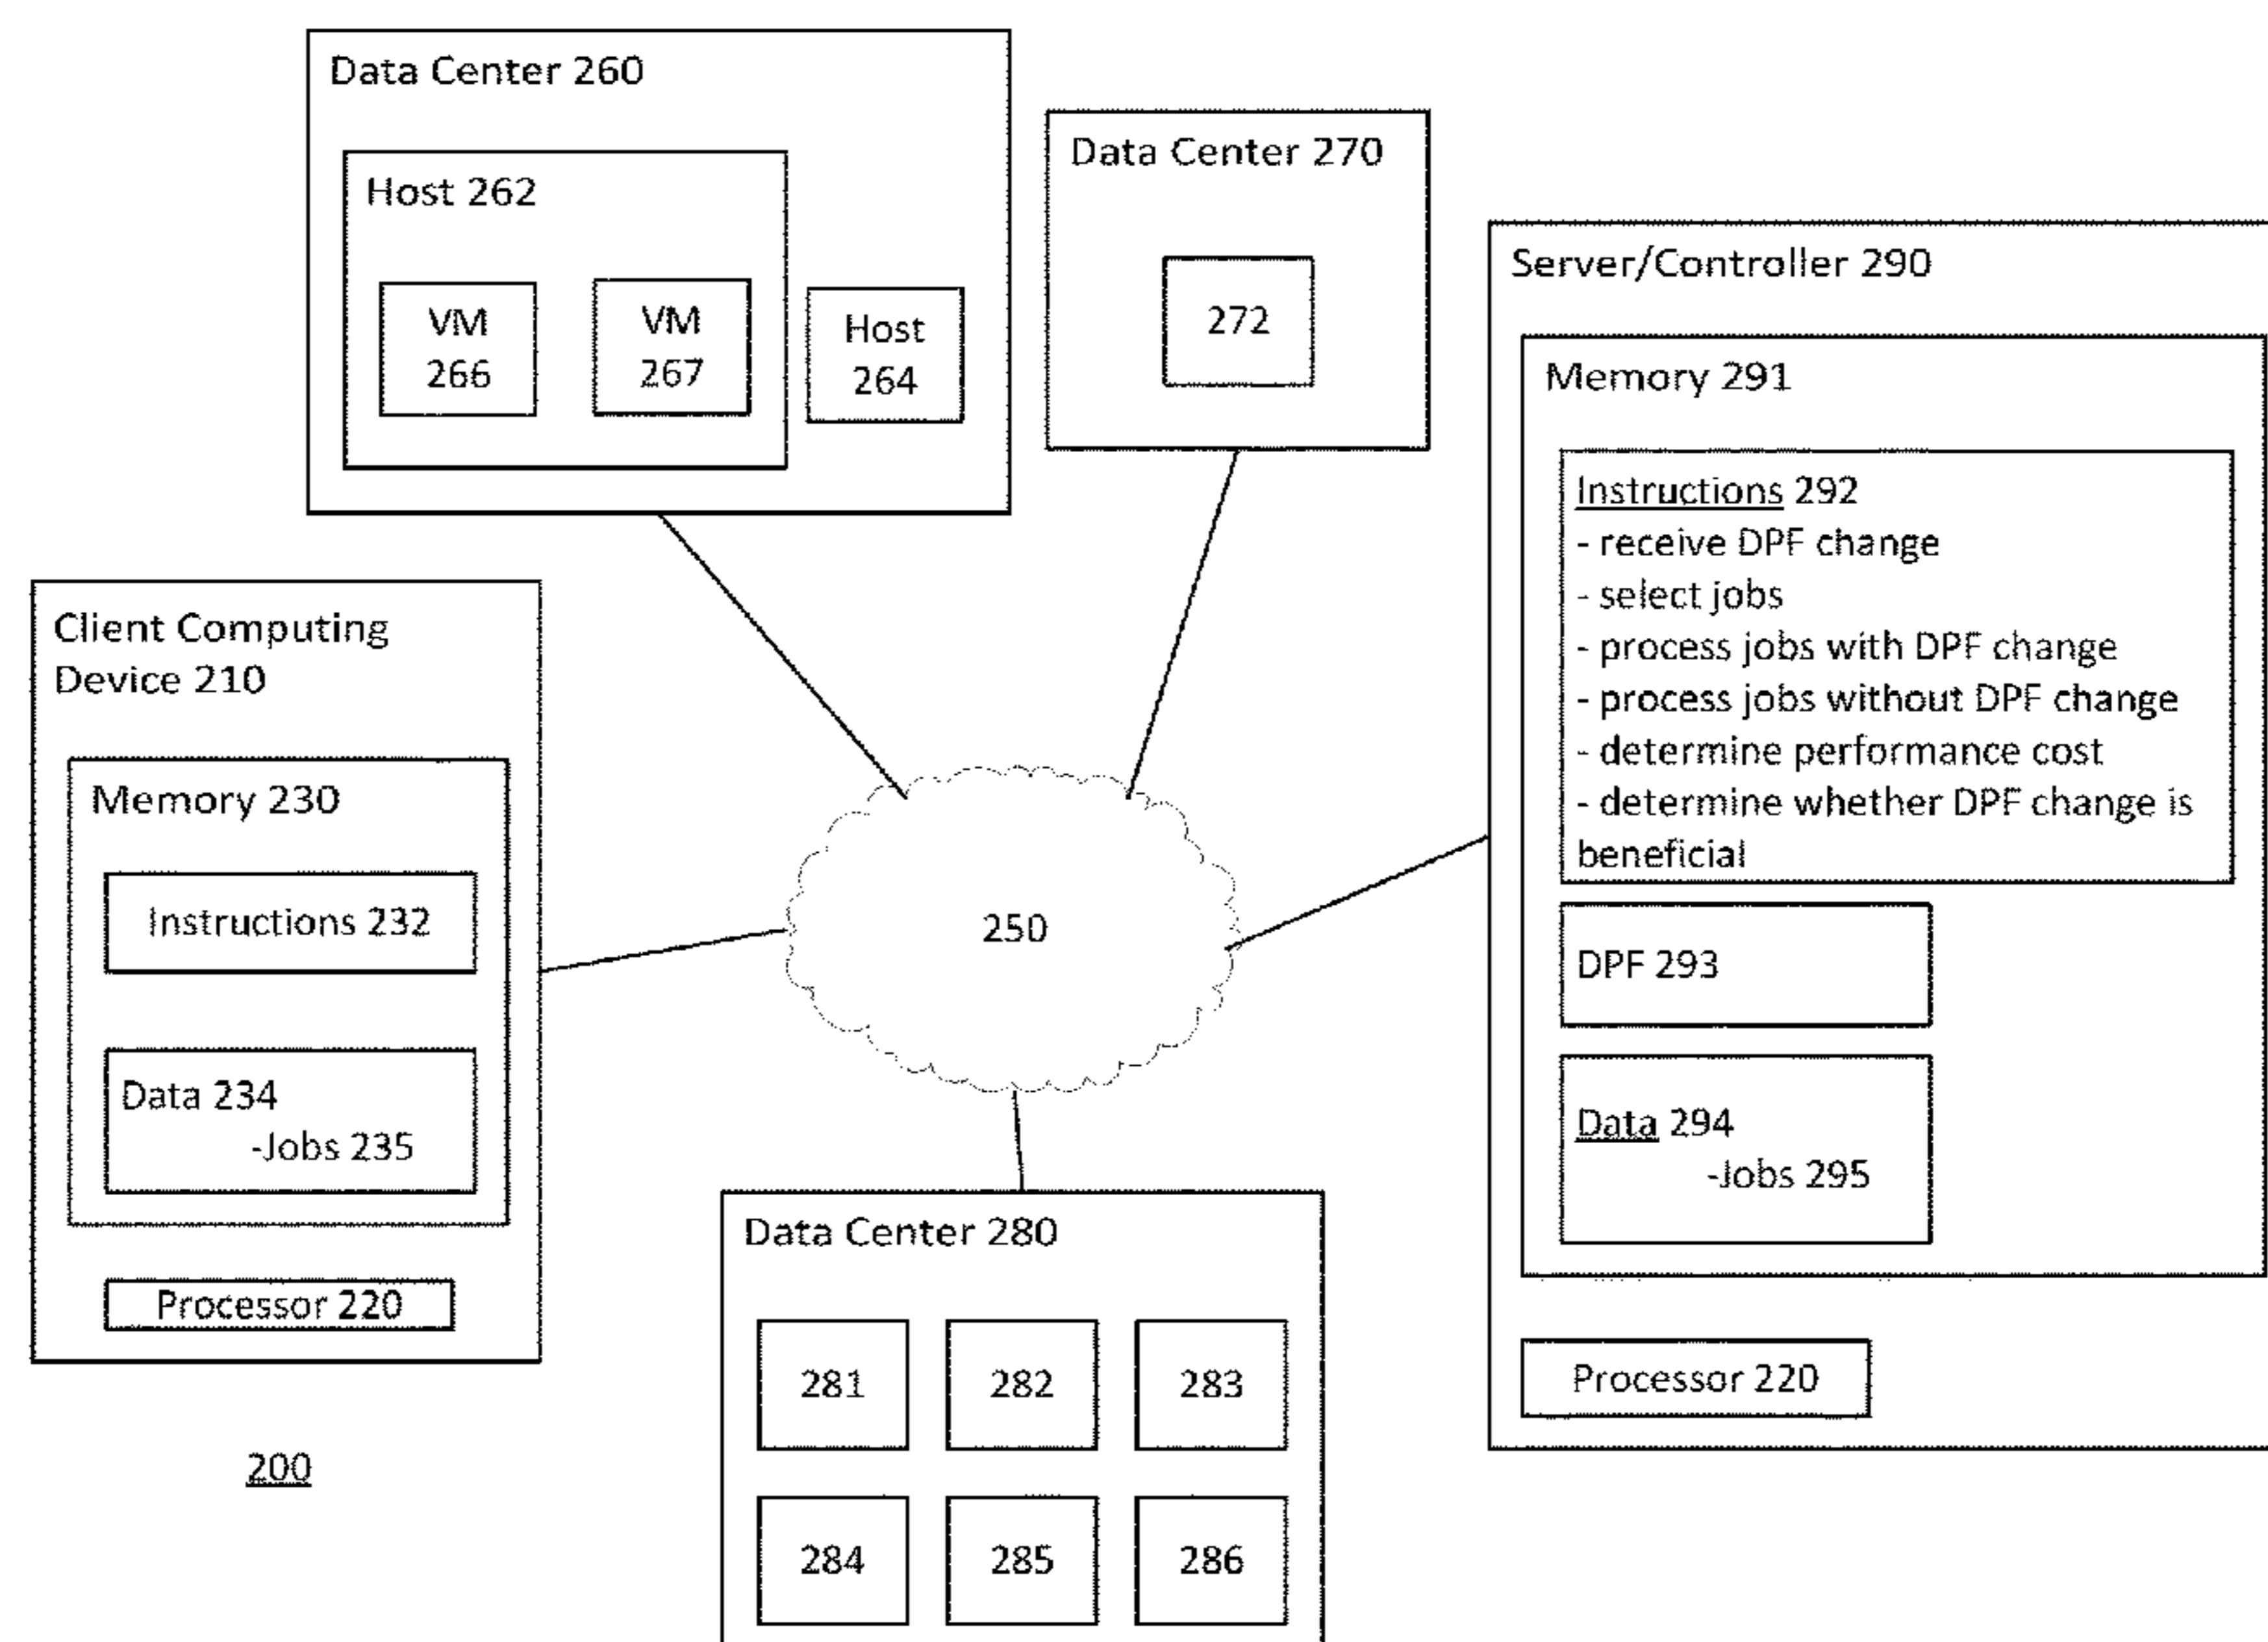 Data Center 260
Host 262
VM
266
VM
267
Host
264
Data Center 270
272
Server/Controller 290
Memory 291
Instructions 292
- receive DPF change
- select jobs
- process jobs with DPF change
- process jobs without DPF change
- determine performance cost
- determine whether DPF change is
beneficial
DPF 293
Data 294
-Jobs 295
Processor 220
Client Computing
Device 210
Memory 230
Instructions 232
Data 234
-Jobs 235
Processor 220
250
Data Center 280
281
282
283
284
285
286
200